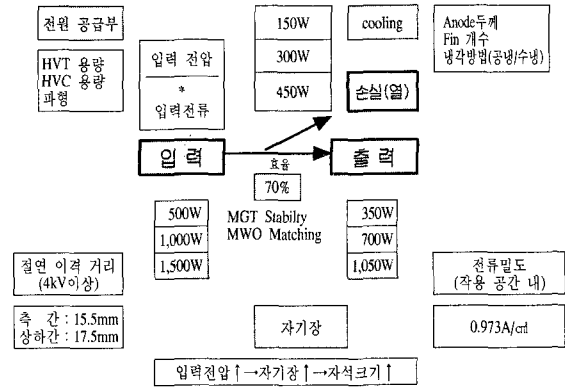 전원 공급부
HVT 용량
HVC 용량
파형
입력 전압
*
입력전류
150W
300W
450W
cooling
손실(열)
Anode두께
Fin 개수
냉각방법(공냉/수냉)
입 력
효율
출 력
70%
MGT Stabilty
MWO Matching
500W
1,000W
1,500W
350W
700W
1,050W
절연 이격 거리
(4kV이상)
측 간 : 15.5mm
상하간 : 17.5mm
자기장
전류밀도
(작용 공간 내)
0.973A/㎠
입력전압↑→자기장↑→자석크기↑